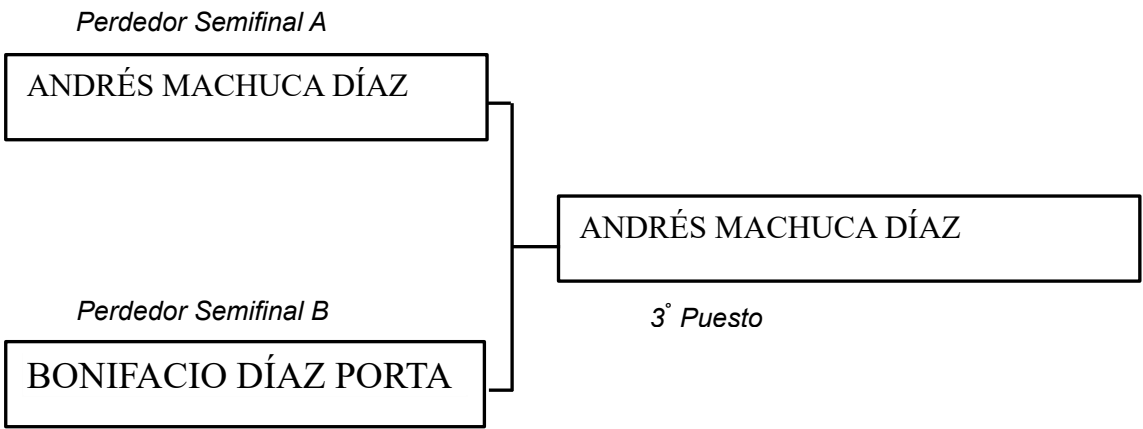 Perdedor Semifinal A
ANDRÉS MACHUCA DÍAZ
ANDRÉS MACHUCA DÍAZ
Perdedor Semifinal B
3° Puesto
BONIFACIO DÍAZ PORTA